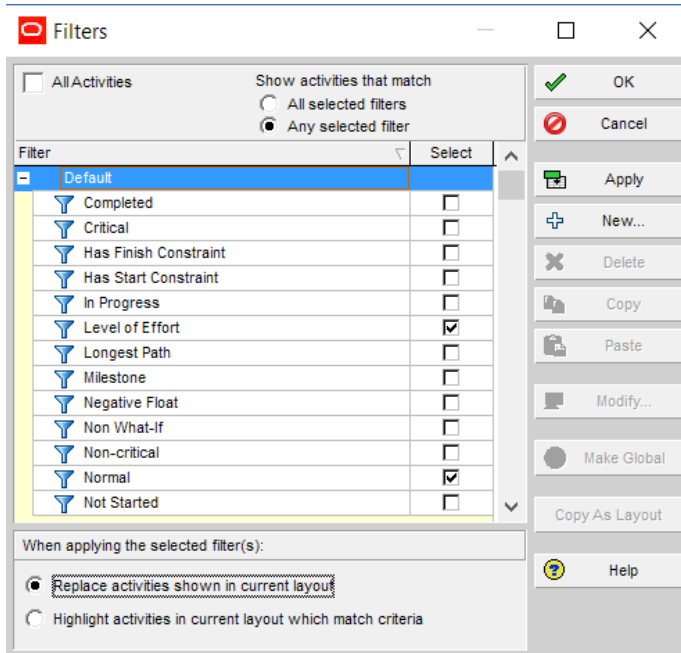 Filters
All Activities
Show activities that match
All selected filters
Any selected filter
Filter Select
Default
Completed
Critical
Has Finish Constraint
Has Start Constraint
In Progress
Level of Effort
Longest Path
Milestone
Negative Float
Non What-If
Non-critical
Normal
Not Started
When applying the selected filter(s):
Replace activities shown in current layout
Highlight activities in current layout which match criteria
OK
Cancel
Apply
New...
Delete
Copy
Paste
Modify...
Make Global
Copy As Layout
Help